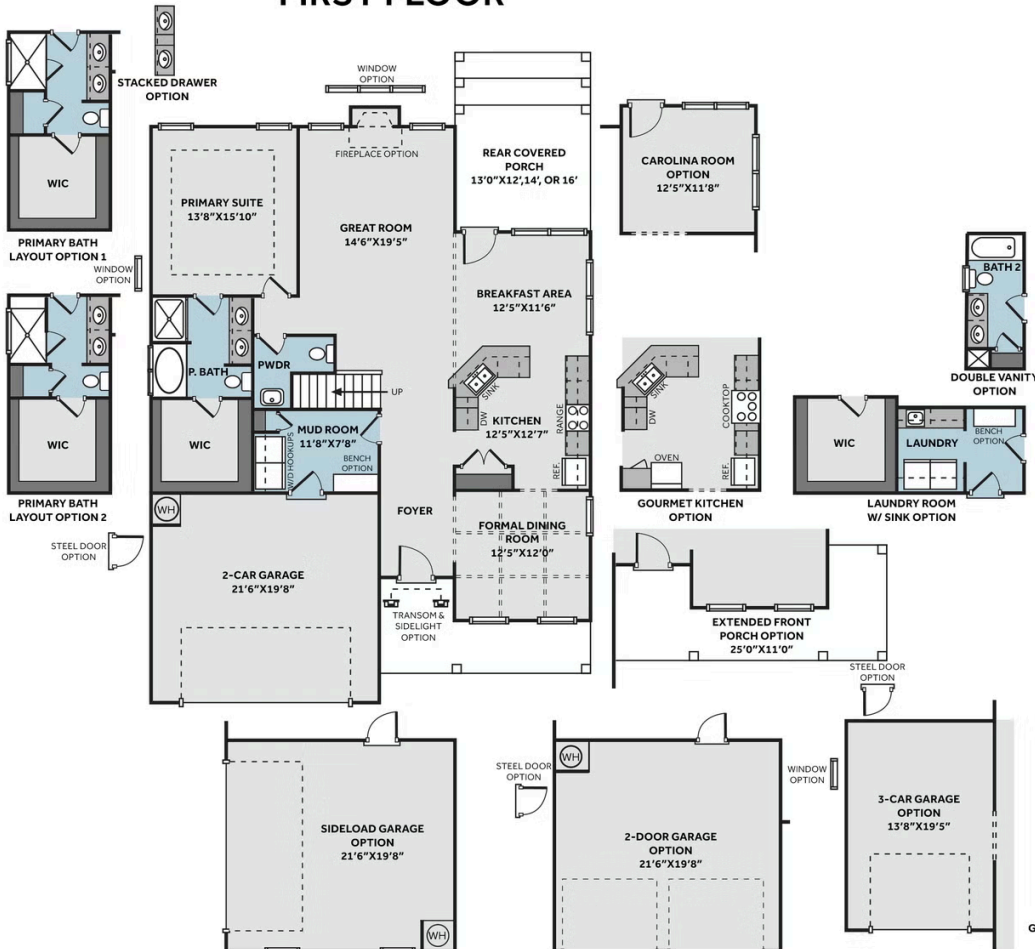 FIRST FLOOR
STACKED DRAWER
OPTION
WIC
PRIMARY BATH
LAYOUT OPTION 1
WINDOW
OPTION
WIC
PRIMARY BATH
LAYOUT OPTION 2
STEEL DOOR
OPTION
WINDOW
OPTION
FIREPLACE OPTION
PRIMARY SUITE
13'8"X15'10"
GREAT ROOM
14'6"X19'5"
REAR COVERED
PORCH
13'0"X12',14', OR 16'
BREAKFAST AREA
12'5"X11'6"
P. BATH
PWDR
UP
WIC
MUD ROOM
11'8"X7'8"
W/D HOOKUPS
BENCH
OPTION
SINK
DW
KITCHEN
12'5"X12'7"
RANGE
REF.
FOYER
FORMAL DINING
ROOM
12'5"X12'0"
WH
2-CAR GARAGE
21'6"X19'8"
TRANSOM &
SIDELIGHT
OPTION
CAROLINA ROOM
OPTION
12'5"X11'8"
SINK
DW
COOKTOP
OVEN
REF.
GOURMET KITCHEN
OPTION
BATH 2
DOUBLE VANITY
OPTION
WIC
LAUNDRY
BENCH
OPTION
LAUNDRY ROOM
W/ SINK OPTION
EXTENDED FRONT
PORCH OPTION
25'0"X11'0"
SIDELOAD GARAGE
OPTION
21'6"X19'8"
WH
STEEL DOOR
OPTION
WH
2-DOOR GARAGE
OPTION
21'6"X19'8"
STEEL DOOR
OPTION
WINDOW
OPTION
3-CAR GARAGE
OPTION
13'8"X19'5"